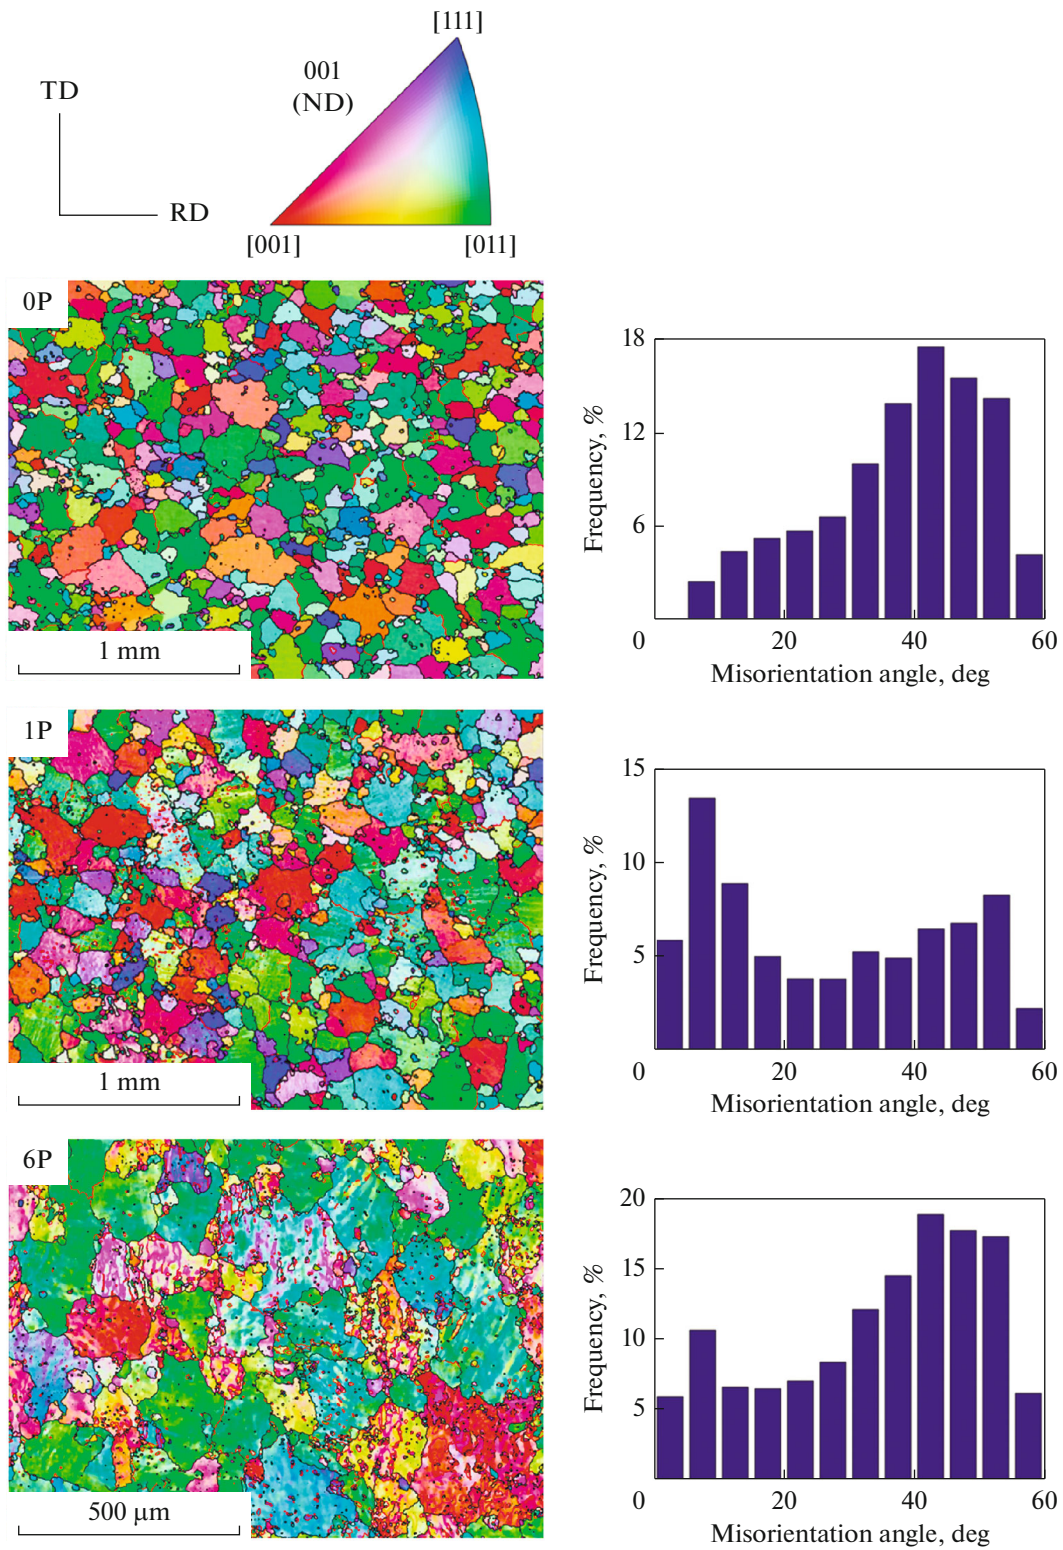 [111]
001
(ND)
TD
RD
[001]
[011]
0P
1 mm
18
12
6
0
20
40
60
Frequency, %
Misorientation angle, deg
1P
1 mm
15
10
5
0
20
40
60
Frequency, %
Misorientation angle, deg
6P
500 μm
20
15
10
5
0
20
40
60
Frequency, %
Misorientation angle, deg